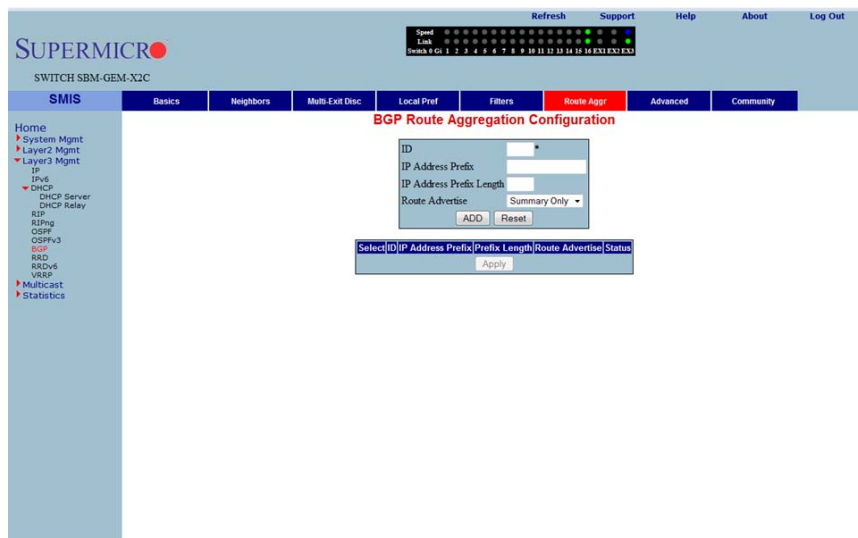 Refresh Support Help About Log Out
SUPERMICRO
SWITCH SBM-GEM-X2C
Speed
Link
Switch 0 Gi 1 2 3 4 5 6 7 8 9 10 11 12 13 14 15 16 EX1 EX2 EX3
SMIS
Basics Neighbors Multi-Exit Disc Local Pref Filters Route Aggr Advanced Community
Home
System Mgmt
Layer2 Mgmt
Layer3 Mgmt
IP
IPv6
DHCP
DHCP Server
DHCP Relay
RIP
RIPng
OSPF
OSPFv3
BGP
RRD
RRDv6
VRRP
Multicast
Statistics
BGP Route Aggregation Configuration
ID *
IP Address Prefix
IP Address Prefix Length
Route Advertise Summary Only
ADD Reset
Select ID IP Address Prefix Prefix Length Route Advertise Status
Apply